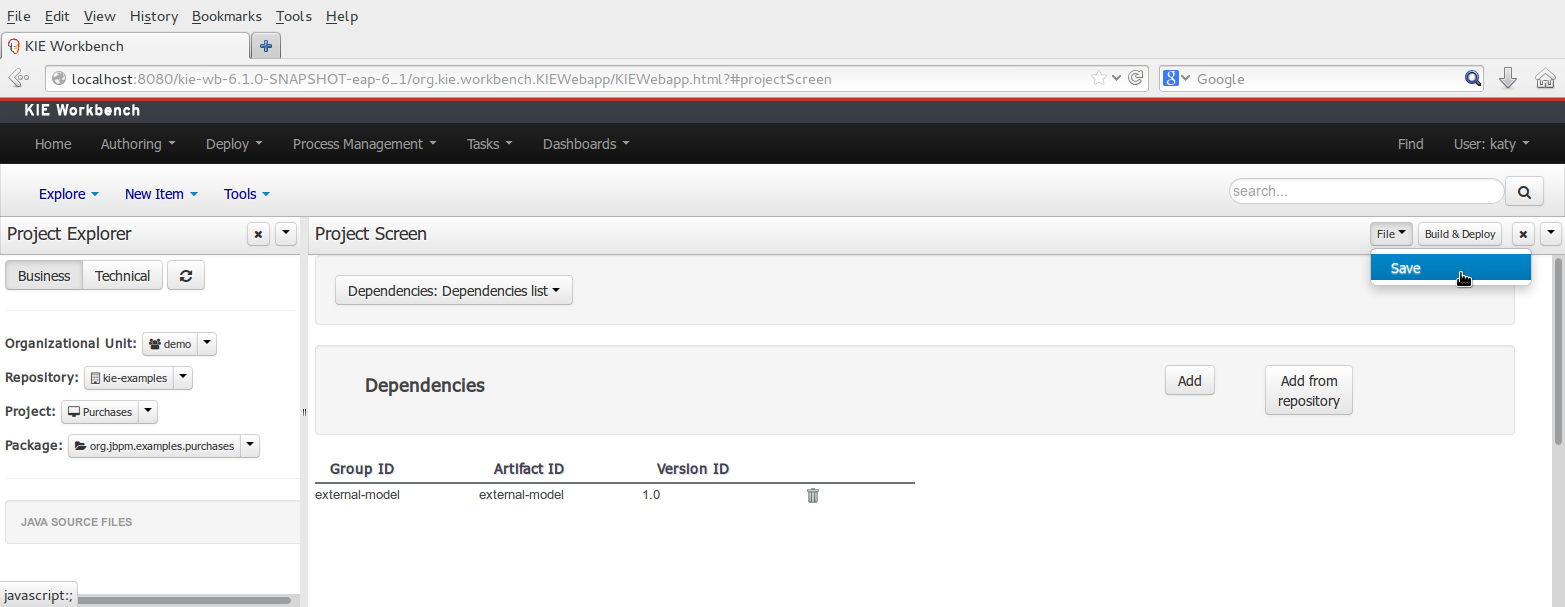 File Edit View History Bookmarks Tools Help
KIE Workbench
localhost:8080/kie-wb-6.1.0-SNAPSHOT-eap-6_1/org.kie.workbench.KIEWebapp/KIEWebapp.html?#projectScreen
8 Google
KIE Workbench
Home Authoring Deploy Process Management Tasks Dashboards Find User: katy
Explore New Item Tools search...
Project Explorer
Project Screen File Build & Deploy
Save
Business Technical
Dependencies: Dependencies list
Organizational Unit: demo
Repository: kie-examples
Project: Purchases
Package: org.jbpm.examples.purchases
JAVA SOURCE FILES
Dependencies Add Add from
repository
Group ID Artifact ID Version ID
external-model external-model 1.0
javascript:;